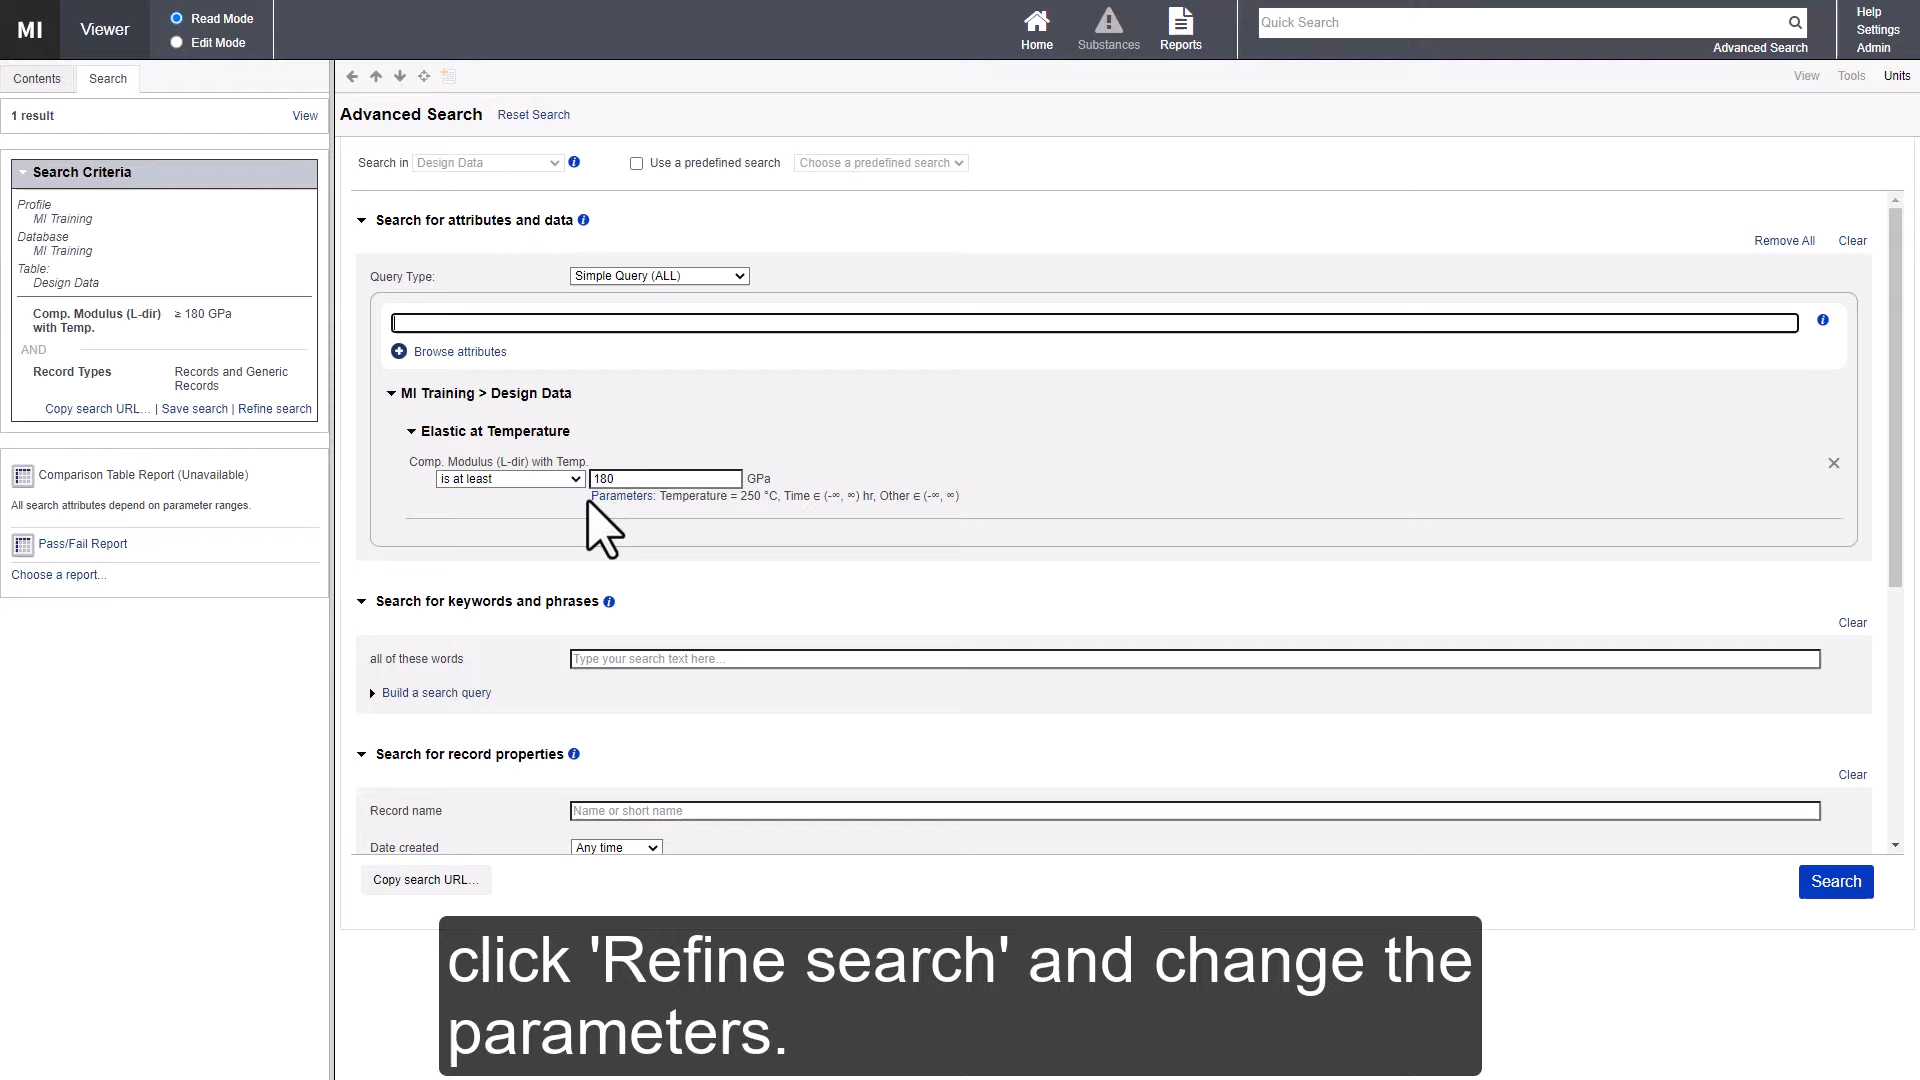 MI
Viewer
Read Mode
Edit Mode
Home
Substances
Reports
Quick Search
Advanced Search
Help
Settings
Admin
Contents
Search
View
Tools
Units
1 result
View
Advanced Search
Reset Search
Search Criteria
Profile
MI Training
Database
MI Training
Table:
Design Data
Comp. Modulus (L-dir) ≥ 180 GPa
with Temp.
AND
Record Types Records and Generic
Records
Copy search URL... | Save search | Refine search
Comparison Table Report (Unavailable)
All search attributes depend on parameter ranges.
Pass/Fail Report
Choose a report...
Search in Design Data
Use a predefined search Choose a predefined search
Search for attributes and data
Remove All Clear
Query Type: Simple Query (ALL)
Browse attributes
MI Training > Design Data
Elastic at Temperature
Comp. Modulus (L-dir) with Temp.
is at least 180 GPa
Parameters: Temperature = 250 °C, Time ∈ (-∞, ∞) hr, Other ∈ (-∞, ∞)
Search for keywords and phrases
Clear
all of these words Type your search text here...
Build a search query
Search for record properties
Clear
Record name Name or short name
Date created Any time
Copy search URL...
Search
click 'Refine search' and change the
parameters.